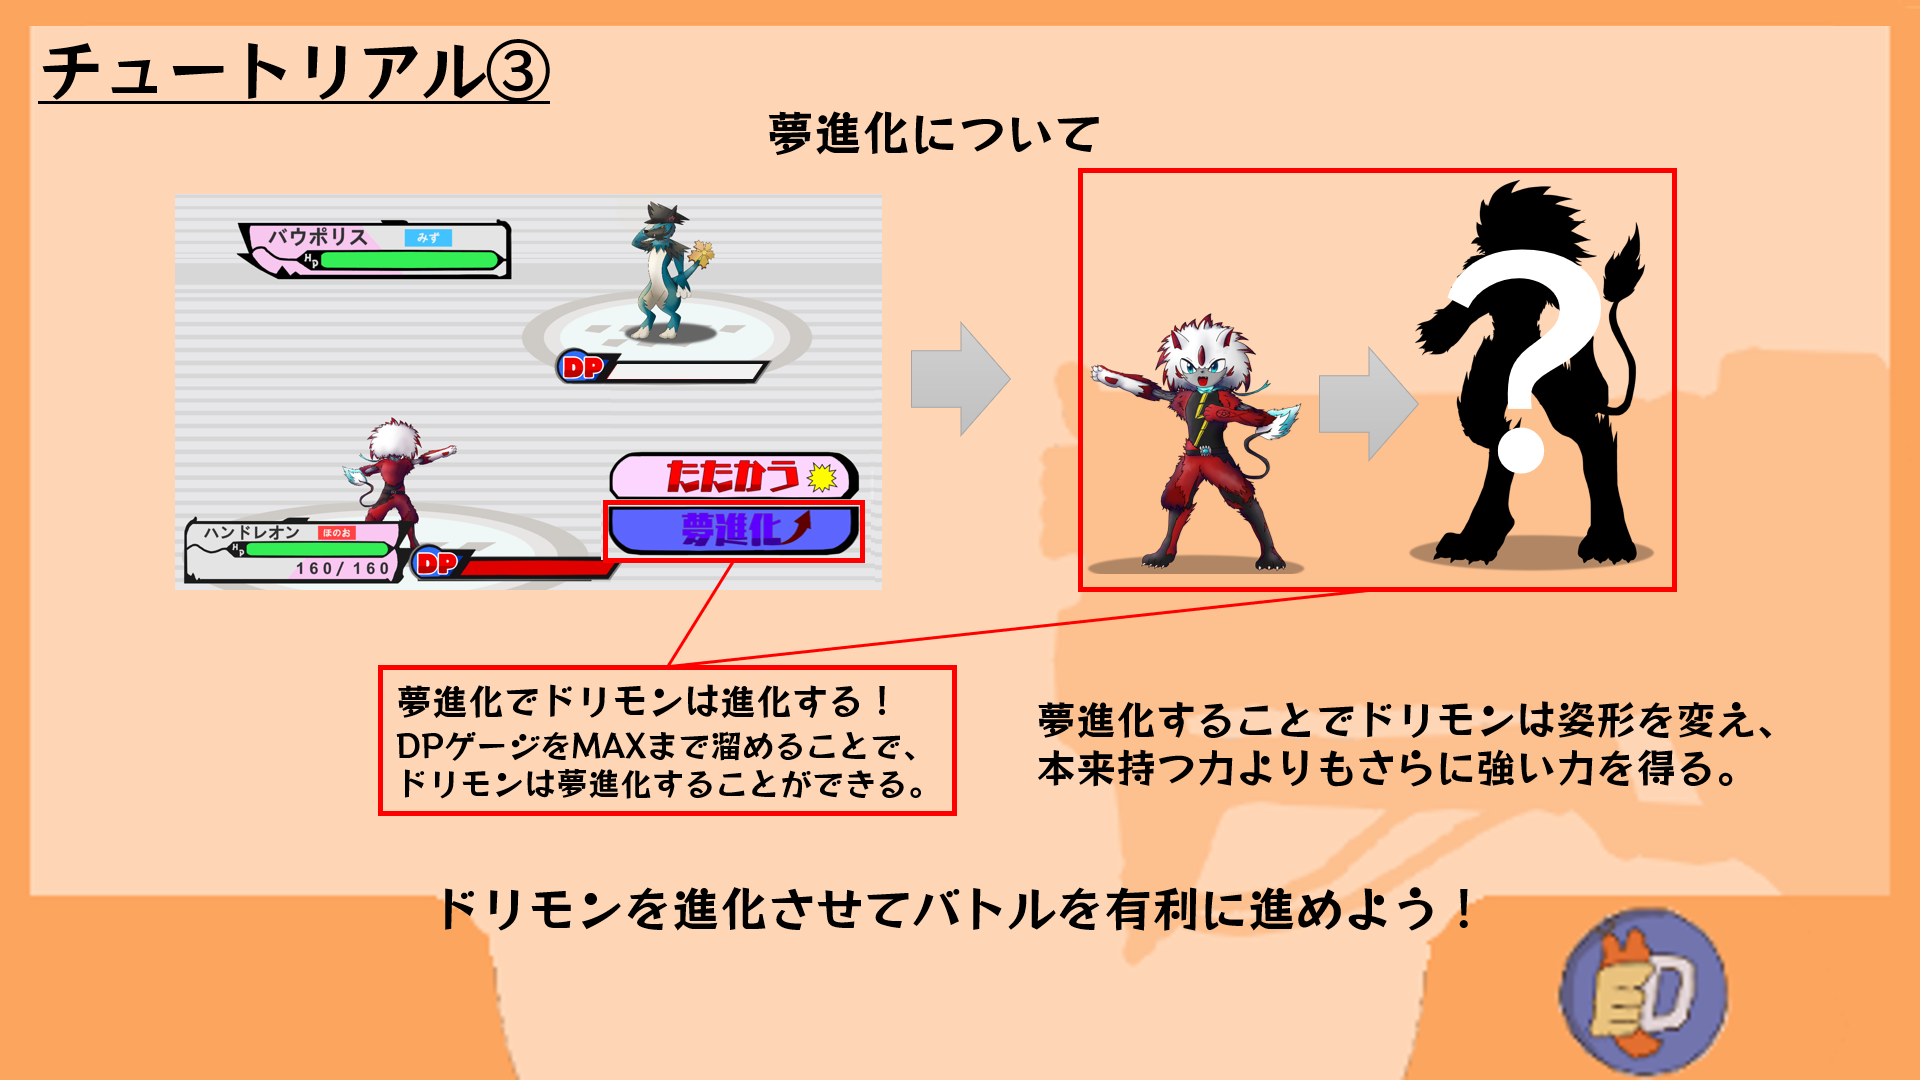 チュートリアル③
夢進化について
バウポリス みず
HP
DP
たたかう
夢進化
ハンドレオン ほのお
HP
160/ 160
DP
?
夢進化でドリモンは進化する！
DPゲージをMAXまで溜めることで、
ドリモンは夢進化することができる。
夢進化することでドリモンは姿形を変え、
本来持つ力よりもさらに強い力を得る。
ドリモンを進化させてバトルを有利に進めよう！
ED